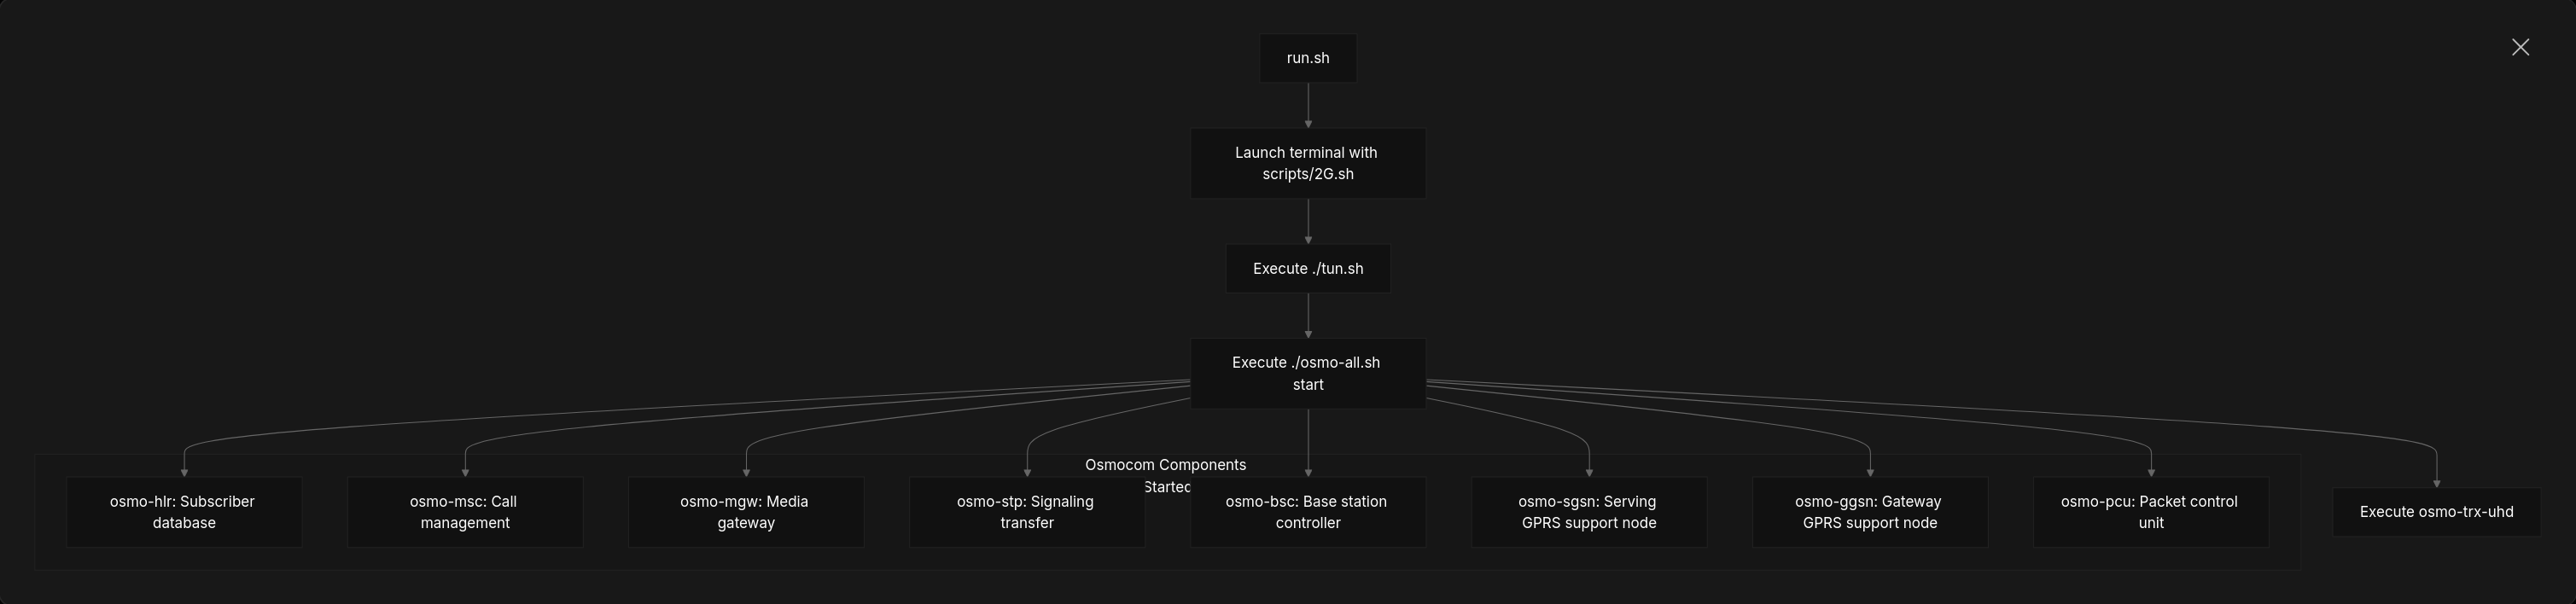 run.sh
Launch terminal with
scripts/2G.sh
Execute ./tun.sh
Execute ./osmo-all.sh
start
Osmocom Components
Started
osmo-hlr: Subscriber
database
osmo-msc: Call
management
osmo-mgw: Media
gateway
osmo-stp: Signaling
transfer
osmo-bsc: Base station
controller
osmo-sgsn: Serving
GPRS support node
osmo-ggsn: Gateway
GPRS support node
osmo-pcu: Packet control
unit
Execute osmo-trx-uhd